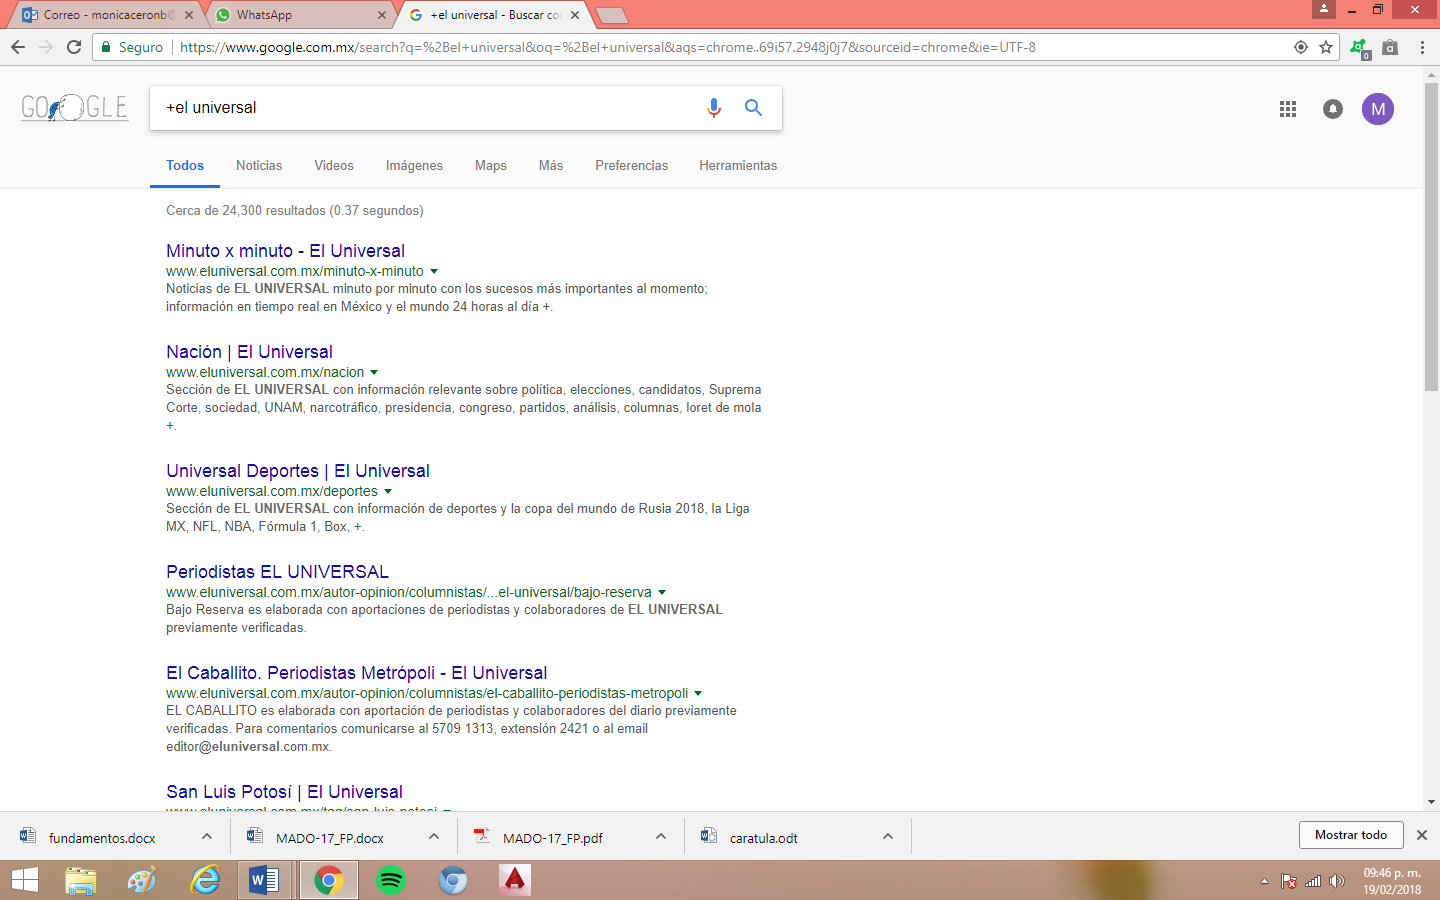 Correo - monicaceronb@
WhatsApp
+el universal - Buscar co
Seguro
https://www.google.com.mx/search?q=%2Bel+universal&oq=%2Bel+universal&aqs=chrome..69i57.2948j0j7&sourceid=chrome&ie=UTF-8
0
GOOGLE
+el universal
M
Todos
Noticias
Videos
Imágenes
Maps
Más
Preferencias
Herramientas
Cerca de 24,300 resultados (0.37 segundos)
Minuto x minuto - El Universal
www.eluniversal.com.mx/minuto-x-minuto
Noticias de EL UNIVERSAL minuto por minuto con los sucesos más importantes al momento;
información en tiempo real en México y el mundo 24 horas al día +.
Nación | El Universal
www.eluniversal.com.mx/nacion
Sección de EL UNIVERSAL con información relevante sobre política, elecciones, candidatos, Suprema
Corte, sociedad, UNAM, narcotráfico, presidencia, congreso, partidos, análisis, columnas, loret de mola
+.
Universal Deportes | El Universal
www.eluniversal.com.mx/deportes
Sección de EL UNIVERSAL con información de deportes y la copa del mundo de Rusia 2018, la Liga
MX, NFL, NBA, Fórmula 1, Box, +.
Periodistas EL UNIVERSAL
www.eluniversal.com.mx/autor-opinion/columnistas/...el-universal/bajo-reserva
Bajo Reserva es elaborada con aportaciones de periodistas y colaboradores de EL UNIVERSAL
previamente verificadas.
El Caballito. Periodistas Metrópoli - El Universal
www.eluniversal.com.mx/autor-opinion/columnistas/el-caballito-periodistas-metropoli
EL CABALLITO es elaborada con aportación de periodistas y colaboradores del diario previamente
verificadas. Para comentarios comunicarse al 5709 1313, extensión 2421 o al email
editor@eluniversal.com.mx.
San Luis Potosí | El Universal
www.eluniversal.com.mx/tag/san-luis-potosi
fundamentos.docx
MADO-17_FP.docx
MADO-17_FP.pdf
caratula.odt
Mostrar todo
09:46 p. m.
19/02/2018